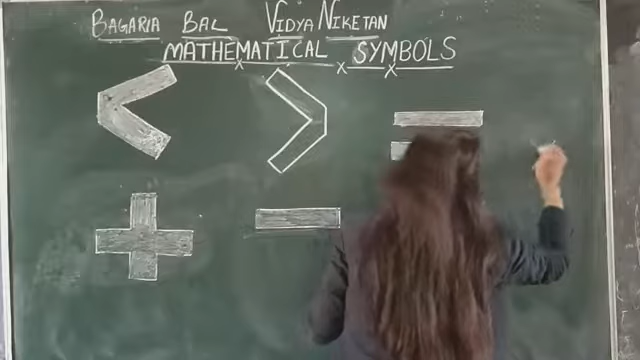 BAGARIA BAL VIDYA NIKETAN
MATHEMATICAL SYMBOLS
< > =
+ −